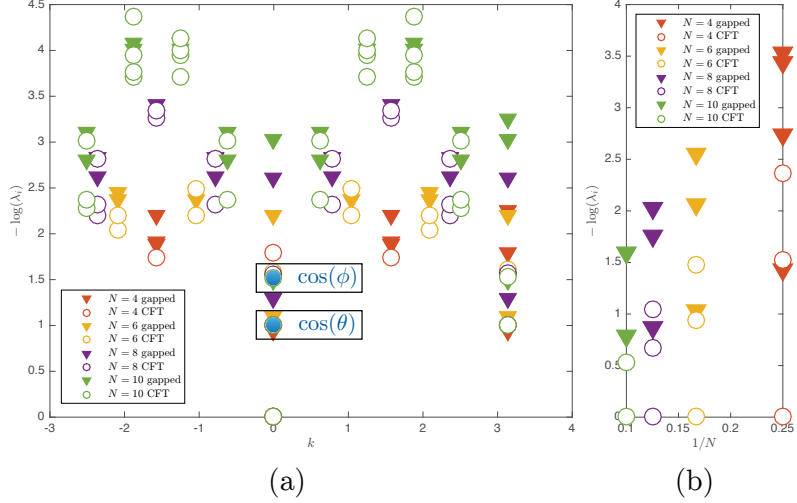 4.5
4
3.5
3
2.5
2
1.5
1
0.5
0
− log(λᵢ)
cos(ϕ)
cos(θ)
N = 4 gapped
N = 4 CFT
N = 6 gapped
N = 6 CFT
N = 8 gapped
N = 8 CFT
N = 10 gapped
N = 10 CFT
-3 -2 -1 0 1 2 3 4
k
(a)
4
3.5
3
2.5
2
1.5
1
0.5
0
− log(λᵢ)
N = 4 gapped
N = 4 CFT
N = 6 gapped
N = 6 CFT
N = 8 gapped
N = 8 CFT
N = 10 gapped
N = 10 CFT
0.1 0.15 0.2 0.25
1/N
(b)